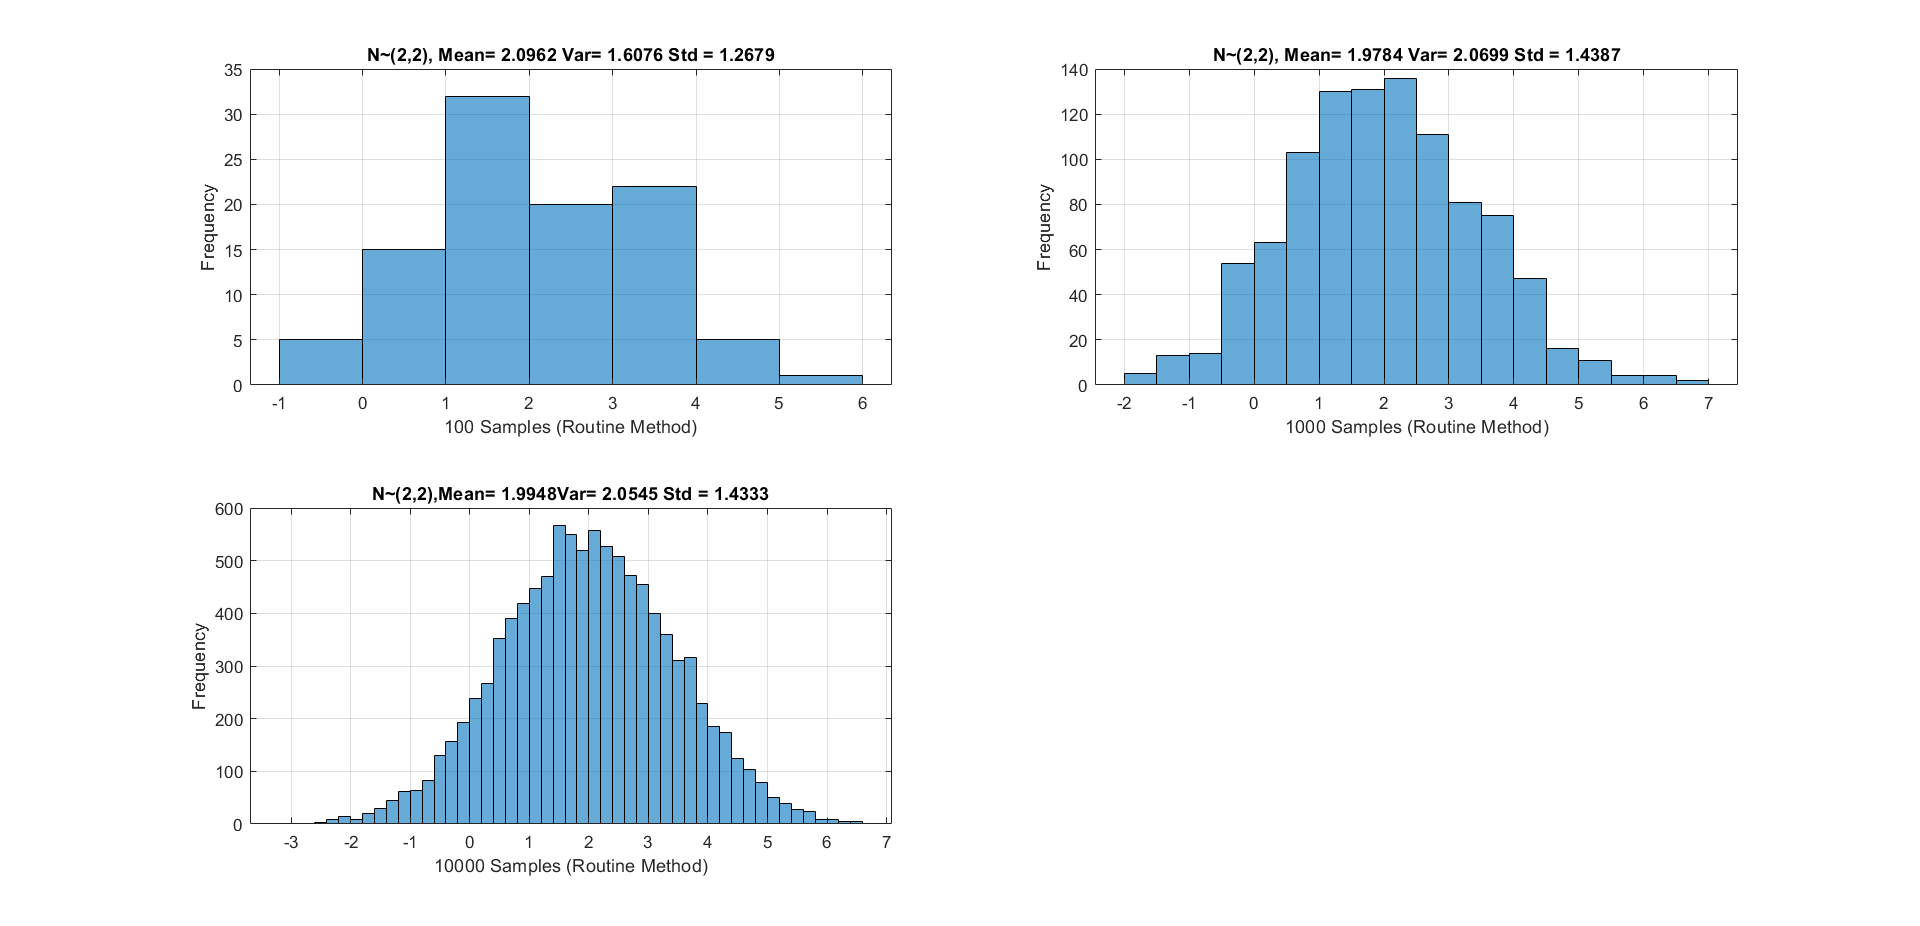 N~(2,2), Mean= 2.0962 Var= 1.6076 Std = 1.2679
35
30
25
20
15
10
5
0
Frequency
-1 0 1 2 3 4 5 6
100 Samples (Routine Method)
N~(2,2), Mean= 1.9784 Var= 2.0699 Std = 1.4387
140
120
100
80
60
40
20
0
Frequency
-2 -1 0 1 2 3 4 5 6 7
1000 Samples (Routine Method)
N~(2,2),Mean= 1.9948Var= 2.0545 Std = 1.4333
600
500
400
300
200
100
0
Frequency
-3 -2 -1 0 1 2 3 4 5 6 7
10000 Samples (Routine Method)